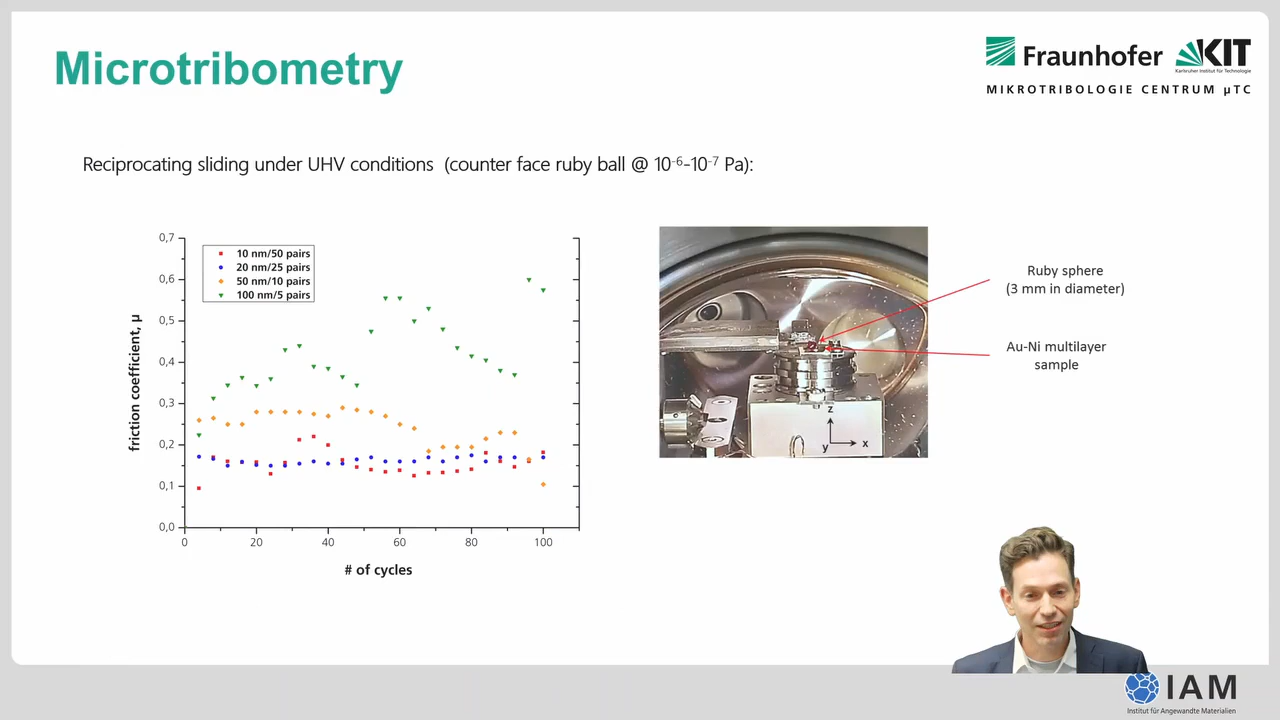 Microtribometry
Fraunhofer
KIT
Karlsruher Institut für Technologie
MIKROTRIBOLOGIE CENTRUM µTC
Reciprocating sliding under UHV conditions (counter face ruby ball @ 10⁻⁶-10⁻⁷ Pa):
0,7
0,6
0,5
0,4
0,3
0,2
0,1
0,0
friction coefficient, µ
10 nm/50 pairs
20 nm/25 pairs
50 nm/10 pairs
100 nm/5 pairs
0 20 40 60 80 100
# of cycles
z
y x
Ruby sphere
(3 mm in diameter)
Au-Ni multilayer
sample
IAM
Institut für Angewandte Materialien